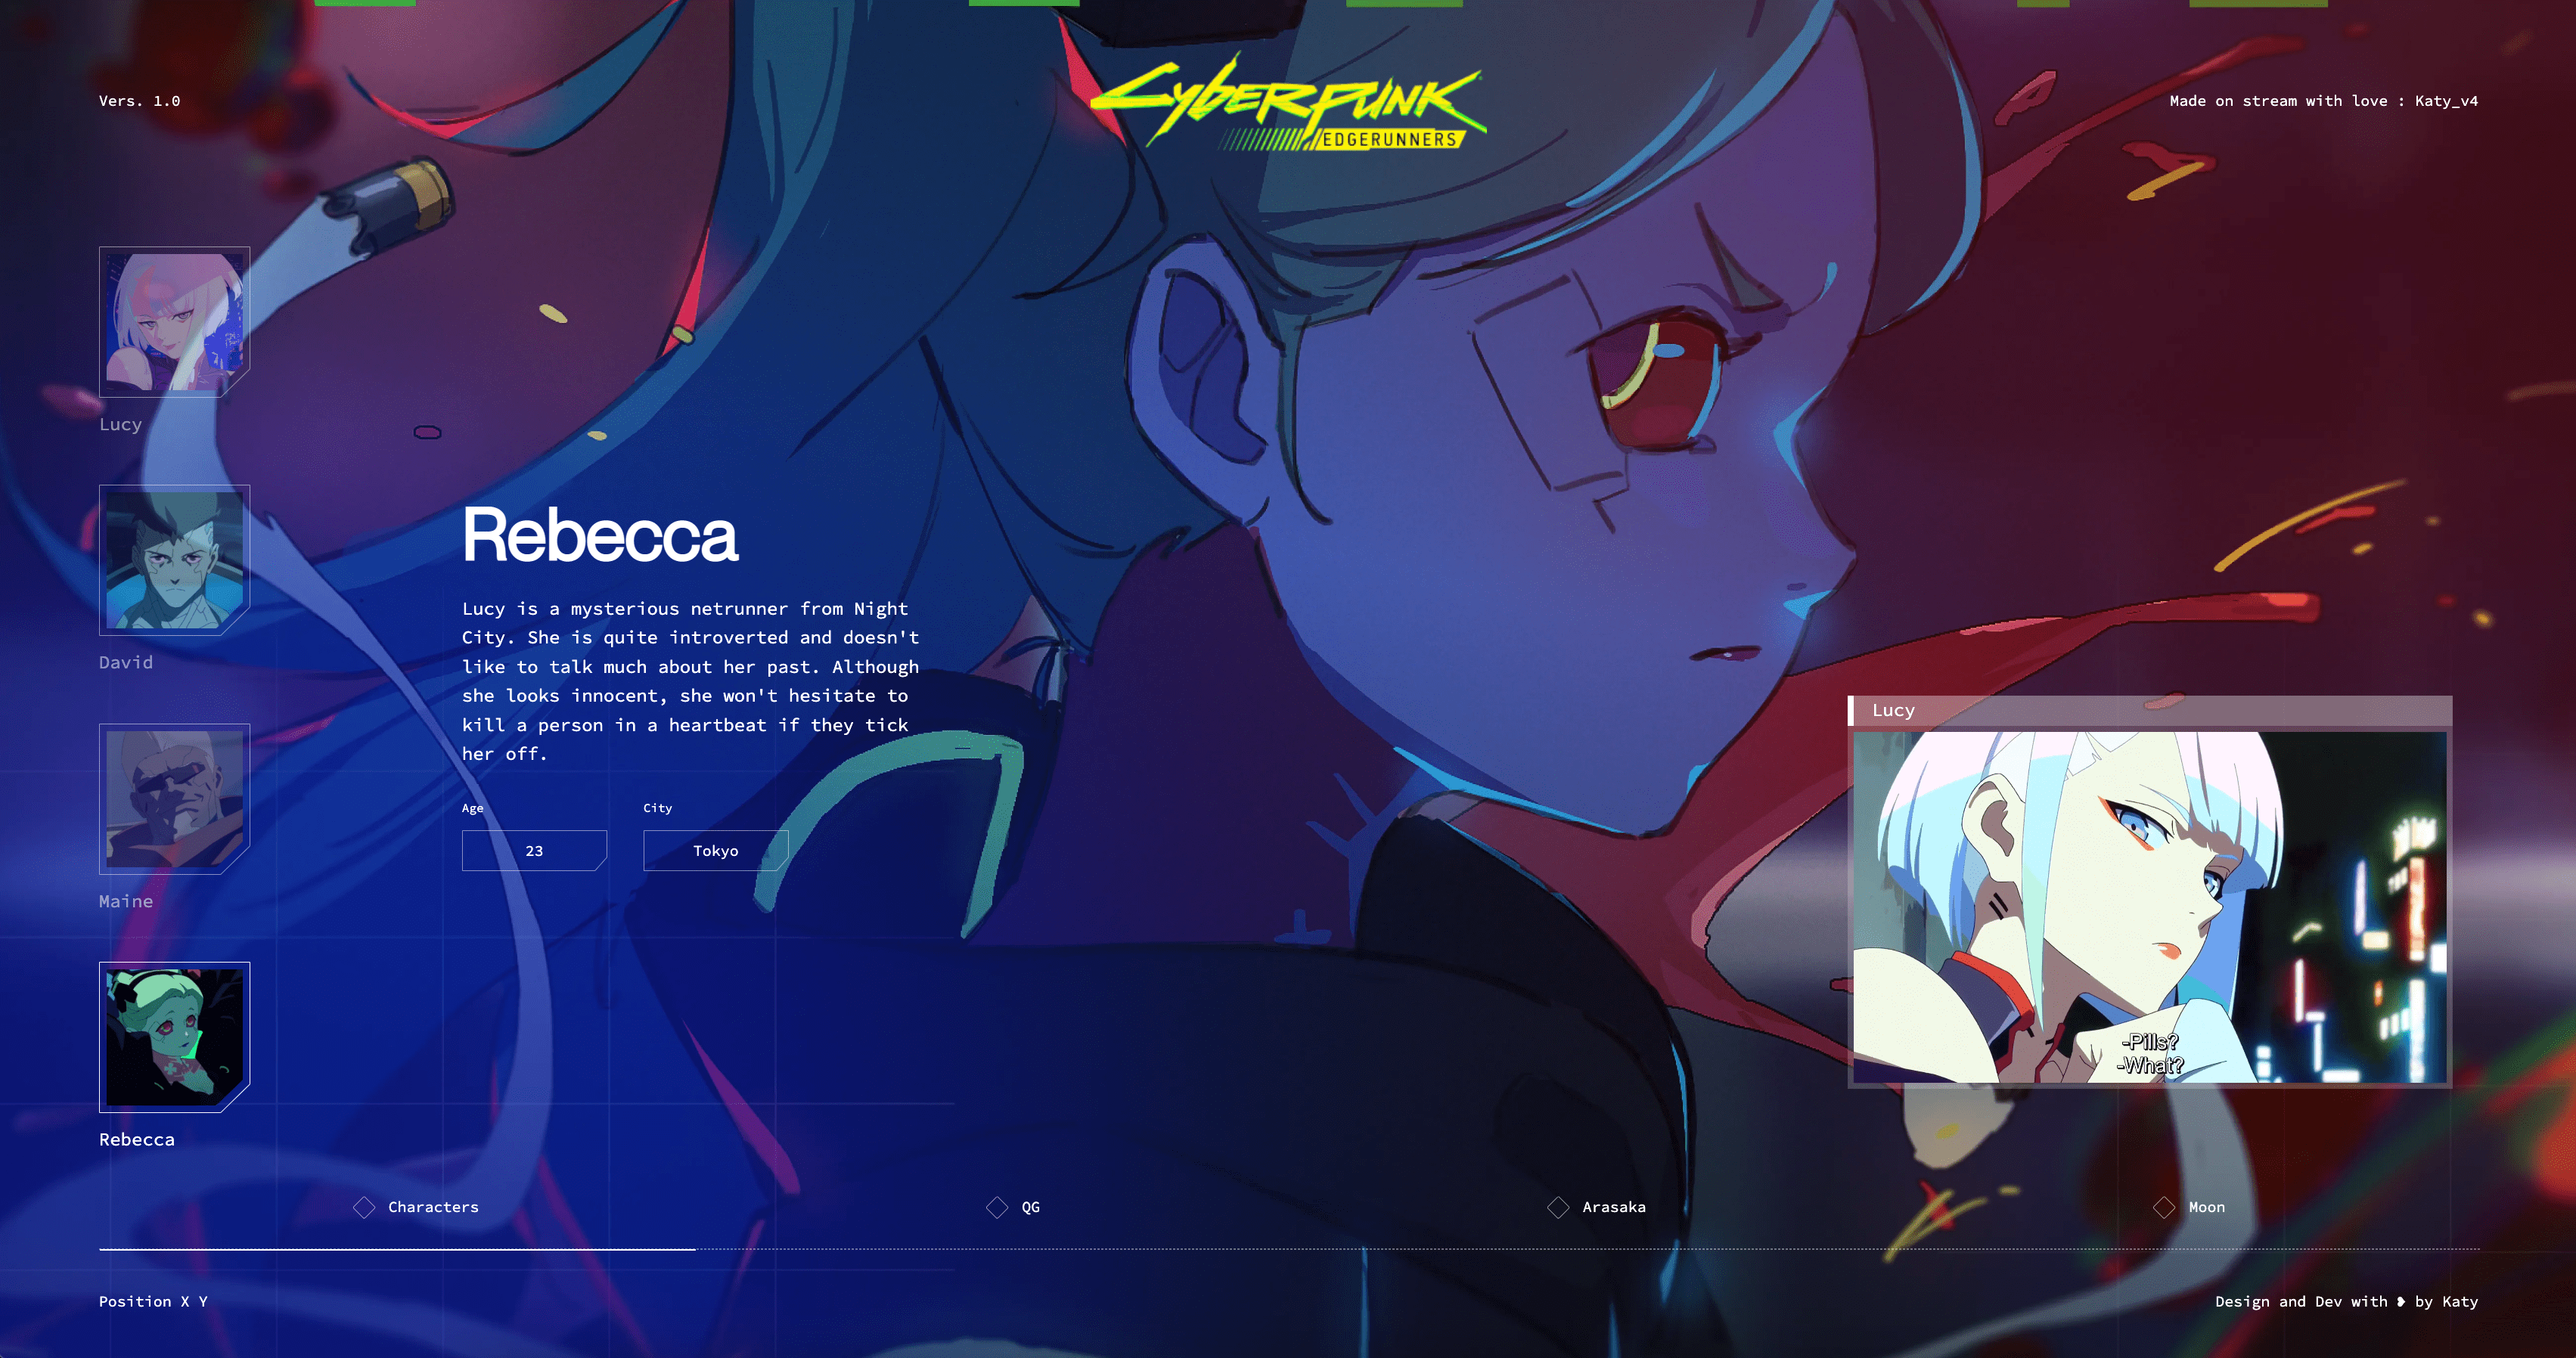 Vers. 1.0
CYBERPUNK
EDGERUNNERS
Made on stream with love : Katy_v4
Lucy
David
Maine
Rebecca
Rebecca
Lucy is a mysterious netrunner from Night
City. She is quite introverted and doesn't
like to talk much about her past. Although
she looks innocent, she won't hesitate to
kill a person in a heartbeat if they tick
her off.
Age
City
23
Tokyo
Lucy
-Pills?
-What?
Characters
QG
Arasaka
Moon
Position X Y
Design and Dev with ❥ by Katy